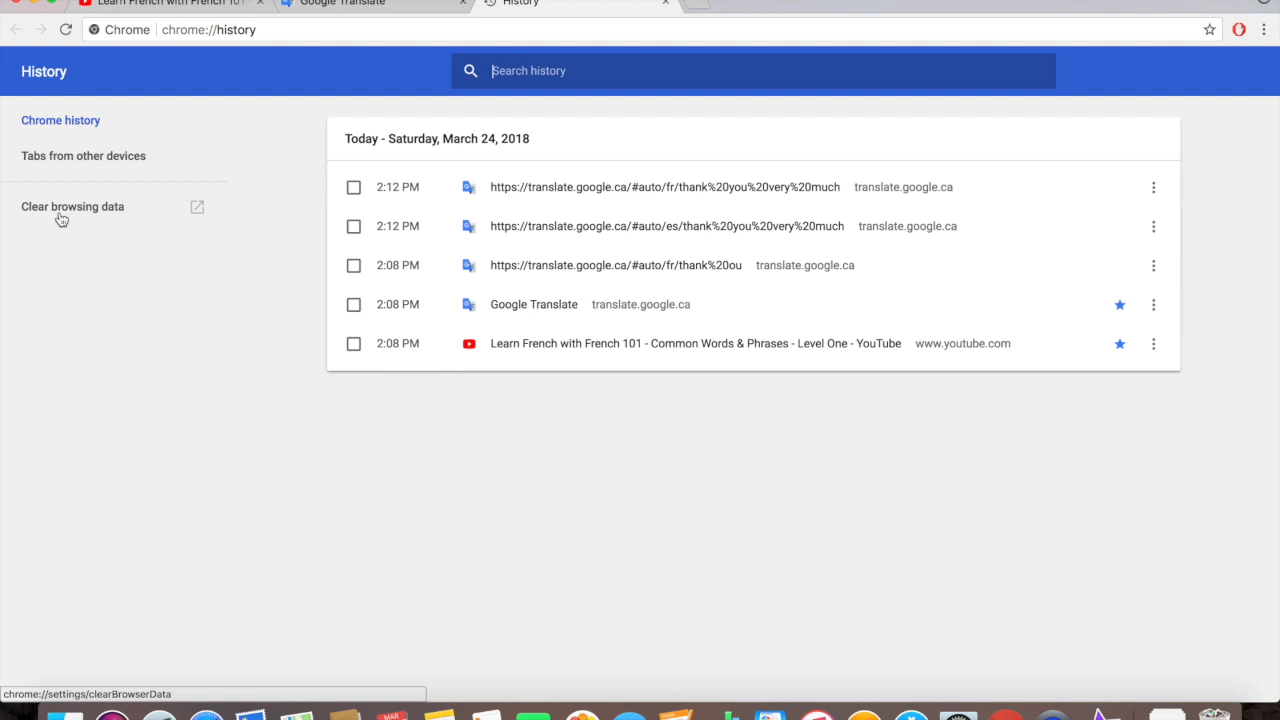 Learn French with French 101 - Google Translate History
Chrome chrome://history
History Search history
Chrome history
Tabs from other devices
Clear browsing data
Today - Saturday, March 24, 2018
2:12 PM https://translate.google.ca/#auto/fr/thank%20you%20very%20much translate.google.ca
2:12 PM https://translate.google.ca/#auto/es/thank%20you%20very%20much translate.google.ca
2:08 PM https://translate.google.ca/#auto/fr/thank%20ou translate.google.ca
2:08 PM Google Translate translate.google.ca
2:08 PM Learn French with French 101 - Common Words & Phrases - Level One - YouTube www.youtube.com
chrome://settings/clearBrowserData
MAR